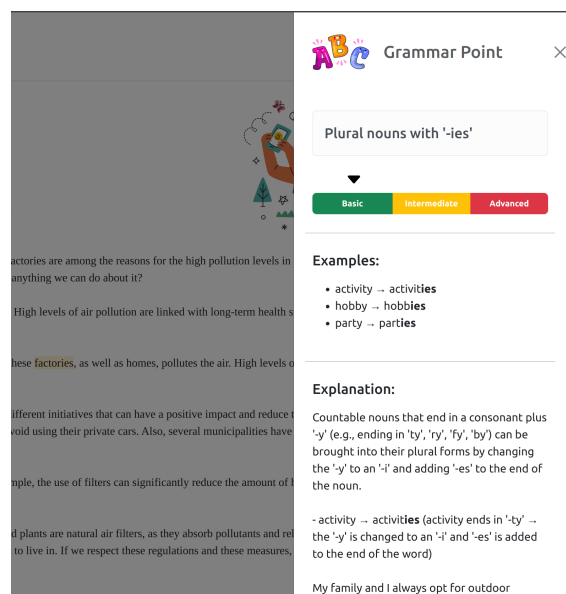 ABC Grammar Point
Plural nouns with '-ies'
Basic Intermediate Advanced
Examples:
• activity → activities
• hobby → hobbies
• party → parties
Explanation:
Countable nouns that end in a consonant plus
'-y' (e.g., ending in 'ty', 'ry', 'fy', 'by') can be
brought into their plural forms by changing
the '-y' to an '-i' and adding '-es' to the end of
the noun.
- activity → activities (activity ends in '-ty' →
the '-y' is changed to an '-i' and '-es' is added
to the end of the word)
My family and I always opt for outdoor
actories are among the reasons for the high pollution levels in
anything we can do about it?
High levels of air pollution are linked with long-term health s
hese factories, as well as homes, pollutes the air. High levels o
ifferent initiatives that can have a positive impact and reduce t
void using their private cars. Also, several municipalities have
mple, the use of filters can significantly reduce the amount of h
d plants are natural air filters, as they absorb pollutants and rel
to live in. If we respect these regulations and these measures,